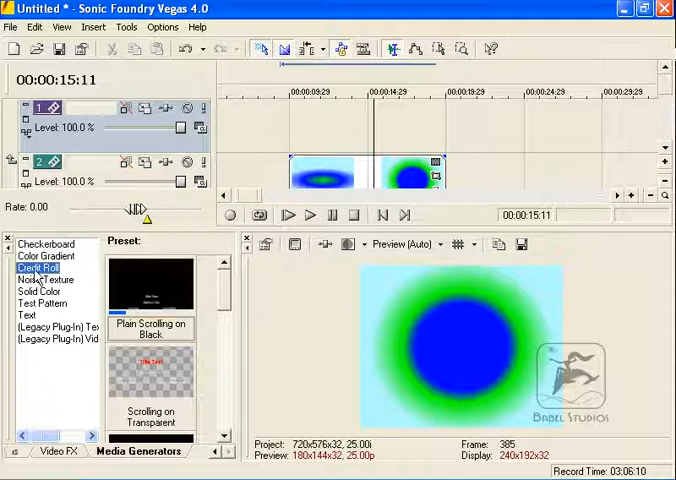 Untitled * - Sonic Foundry Vegas 4.0
File Edit View Insert Tools Options Help
00:00:15:11
00:00:09:29 00:00:14:29 00:00:24:29 00:00:29:29
1
Level: 100.0 %
2
Level: 100.0 %
Rate: 0.00
00:00:15:11
Checkerboard
Color Gradient
Credit Roll
Noise Texture
Solid Color
Test Pattern
Text
(Legacy Plug-In) Tex
(Legacy Plug-In) Vid
Preset:
Plain Scrolling on
Black
Title Text
Scrolling on
Transparent
Preview (Auto)
BABEL STUDIOS
Video FX Media Generators
Project: 720x576x32, 25.00i
Preview: 180x144x32, 25.00p
Frame: 385
Display: 240x192x32
Record Time: 03:06:10